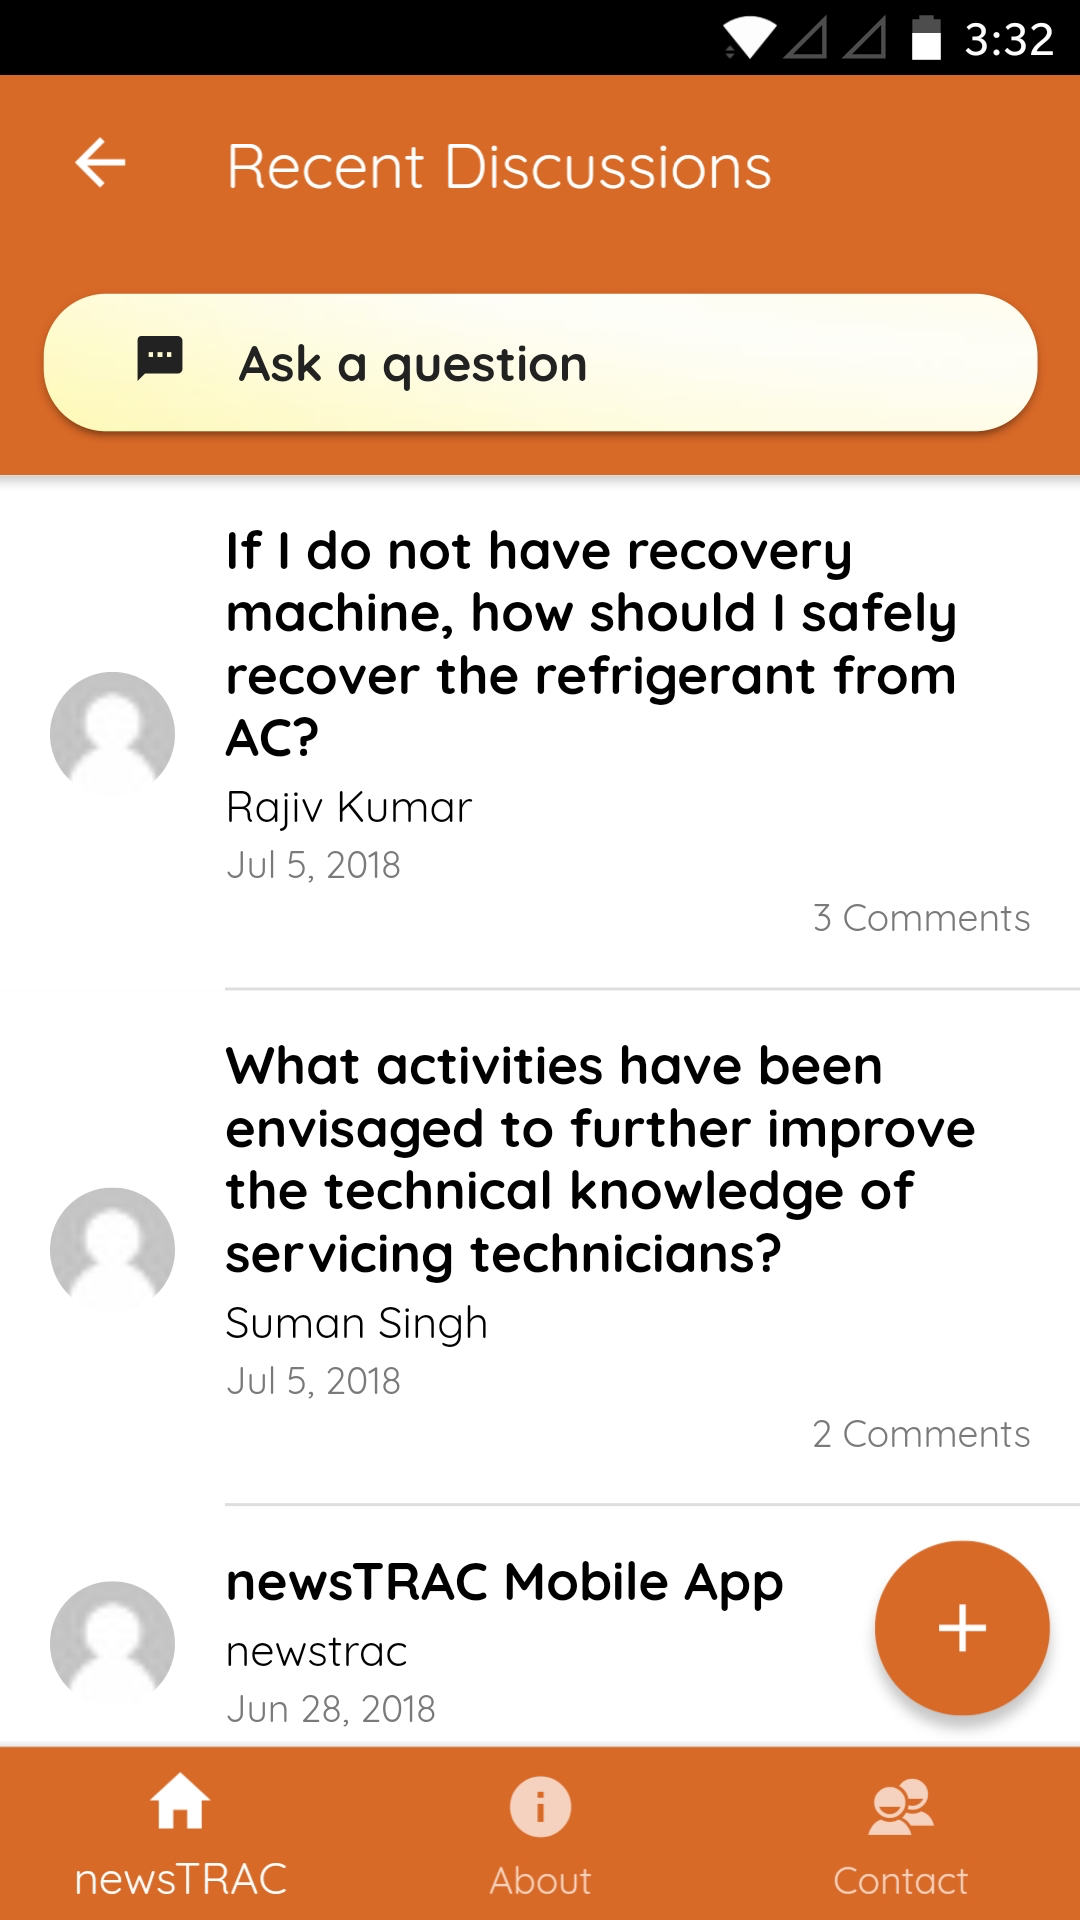 3:32
Recent Discussions
Ask a question
If I do not have recovery
machine, how should I safely
recover the refrigerant from
AC?
Rajiv Kumar
Jul 5, 2018
3 Comments
What activities have been
envisaged to further improve
the technical knowledge of
servicing technicians?
Suman Singh
Jul 5, 2018
2 Comments
newsTRAC Mobile App
newstrac
Jun 28, 2018
newsTRAC
About
Contact